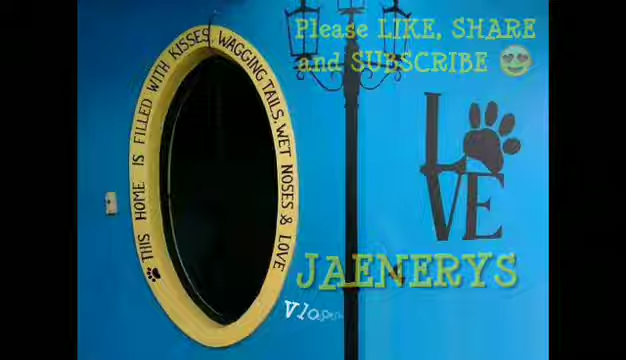 Please LIKE, SHARE
and SUBSCRIBE
THIS HOME IS FILLED WITH KISSES, WAGGING TAILS, WET NOSES & LOVE
LOVE
JAENERYS